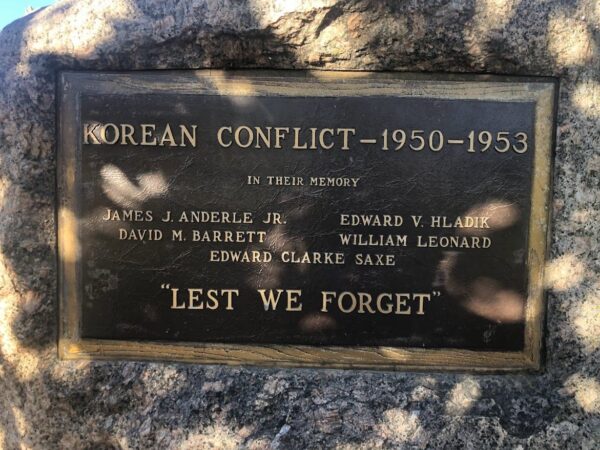 KOREAN CONFLICT – 1950 – 1953
IN THEIR MEMORY
JAMES J. ANDERLE JR. EDWARD V. HLADIK
DAVID M. BARRETT WILLIAM LEONARD
EDWARD CLARKE SAXE
"LEST WE FORGET"